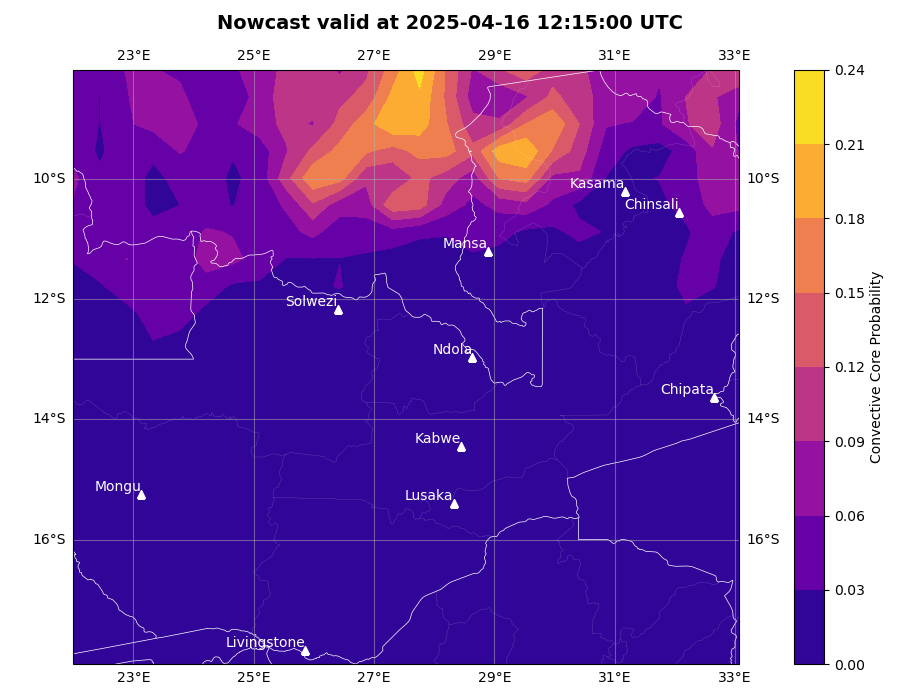 Nowcast valid at 2025-04-16 12:15:00 UTC
23°E 25°E 27°E 29°E 31°E 33°E
0.24
0.21
10°S Kasama 10°S
Chinsali
0.18
Mansa
0.15
12°S Solwezi 12°S
Ndola
0.12
Chipata
14°S 14°S
Kabwe
0.09
Mongu
Lusaka
0.06
16°S 16°S
0.03
Livingstone
0.00
23°E 25°E 27°E 29°E 31°E 33°E
Convective Core Probability